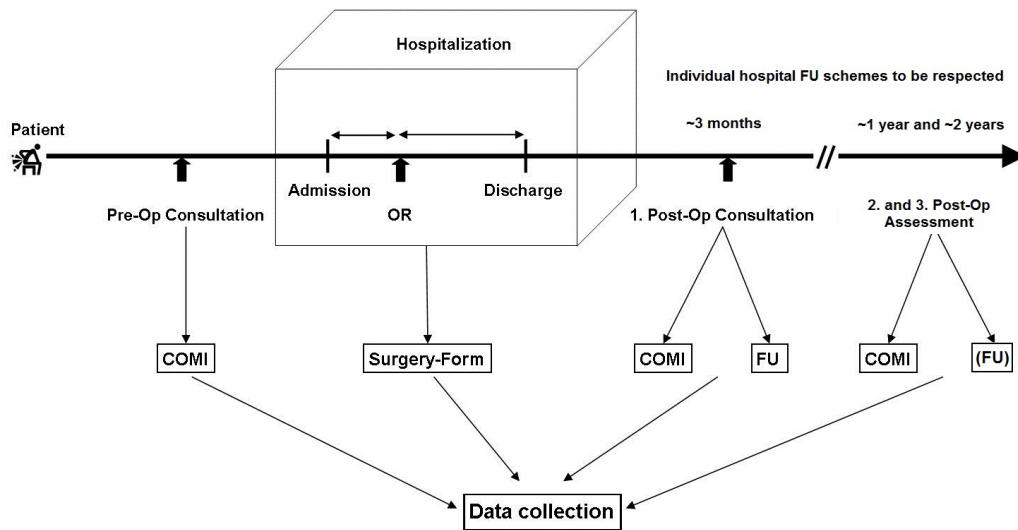 Hospitalization
Individual hospital FU schemes to be respected
Patient
~3 months
~1 year and ~2 years
Admission
Discharge
Pre-Op Consultation
OR
1. Post-Op Consultation
2. and 3. Post-Op
Assessment
COMI
Surgery-Form
COMI
FU
COMI
(FU)
Data collection